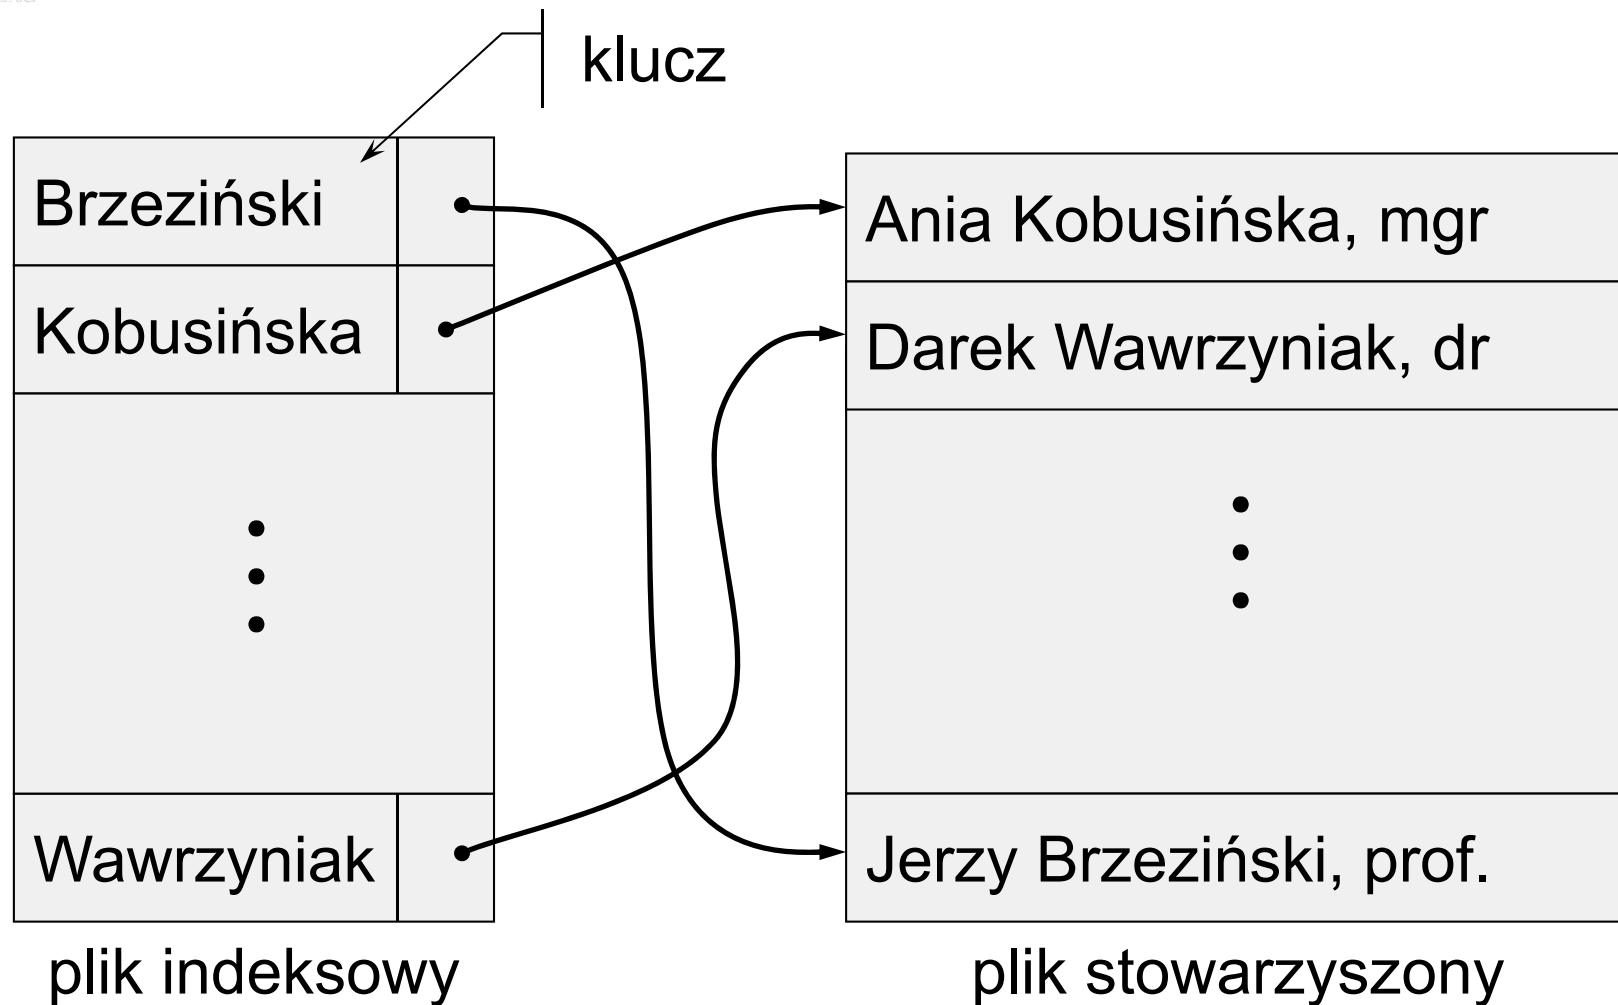 klucz
Brzeziński
Kobusińska
Wawrzyniak
plik indeksowy
Ania Kobusińska, mgr
Darek Wawrzyniak, dr
Jerzy Brzeziński, prof.
plik stowarzyszony